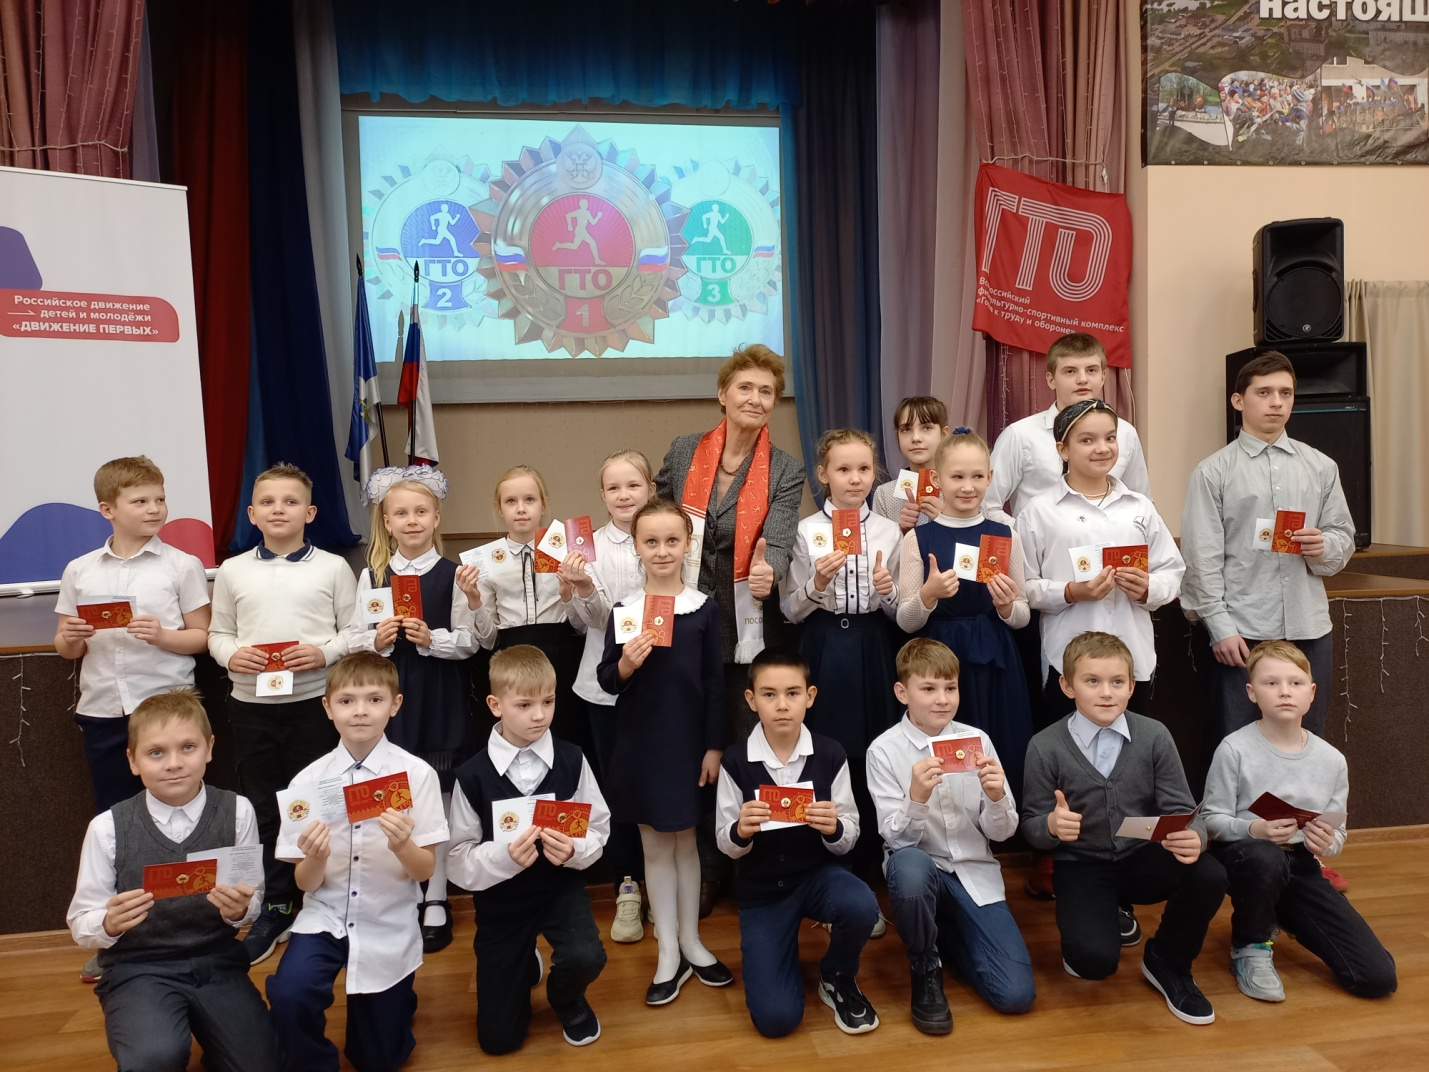 настоящ
Российское движение
детей и молодёжи
«ДВИЖЕНИЕ ПЕРВЫХ»
ГТО
2
ГТО
1
ГТО
3
ГТО
Всероссийский
физкультурно-спортивный комплекс
«Готов к труду и обороне»